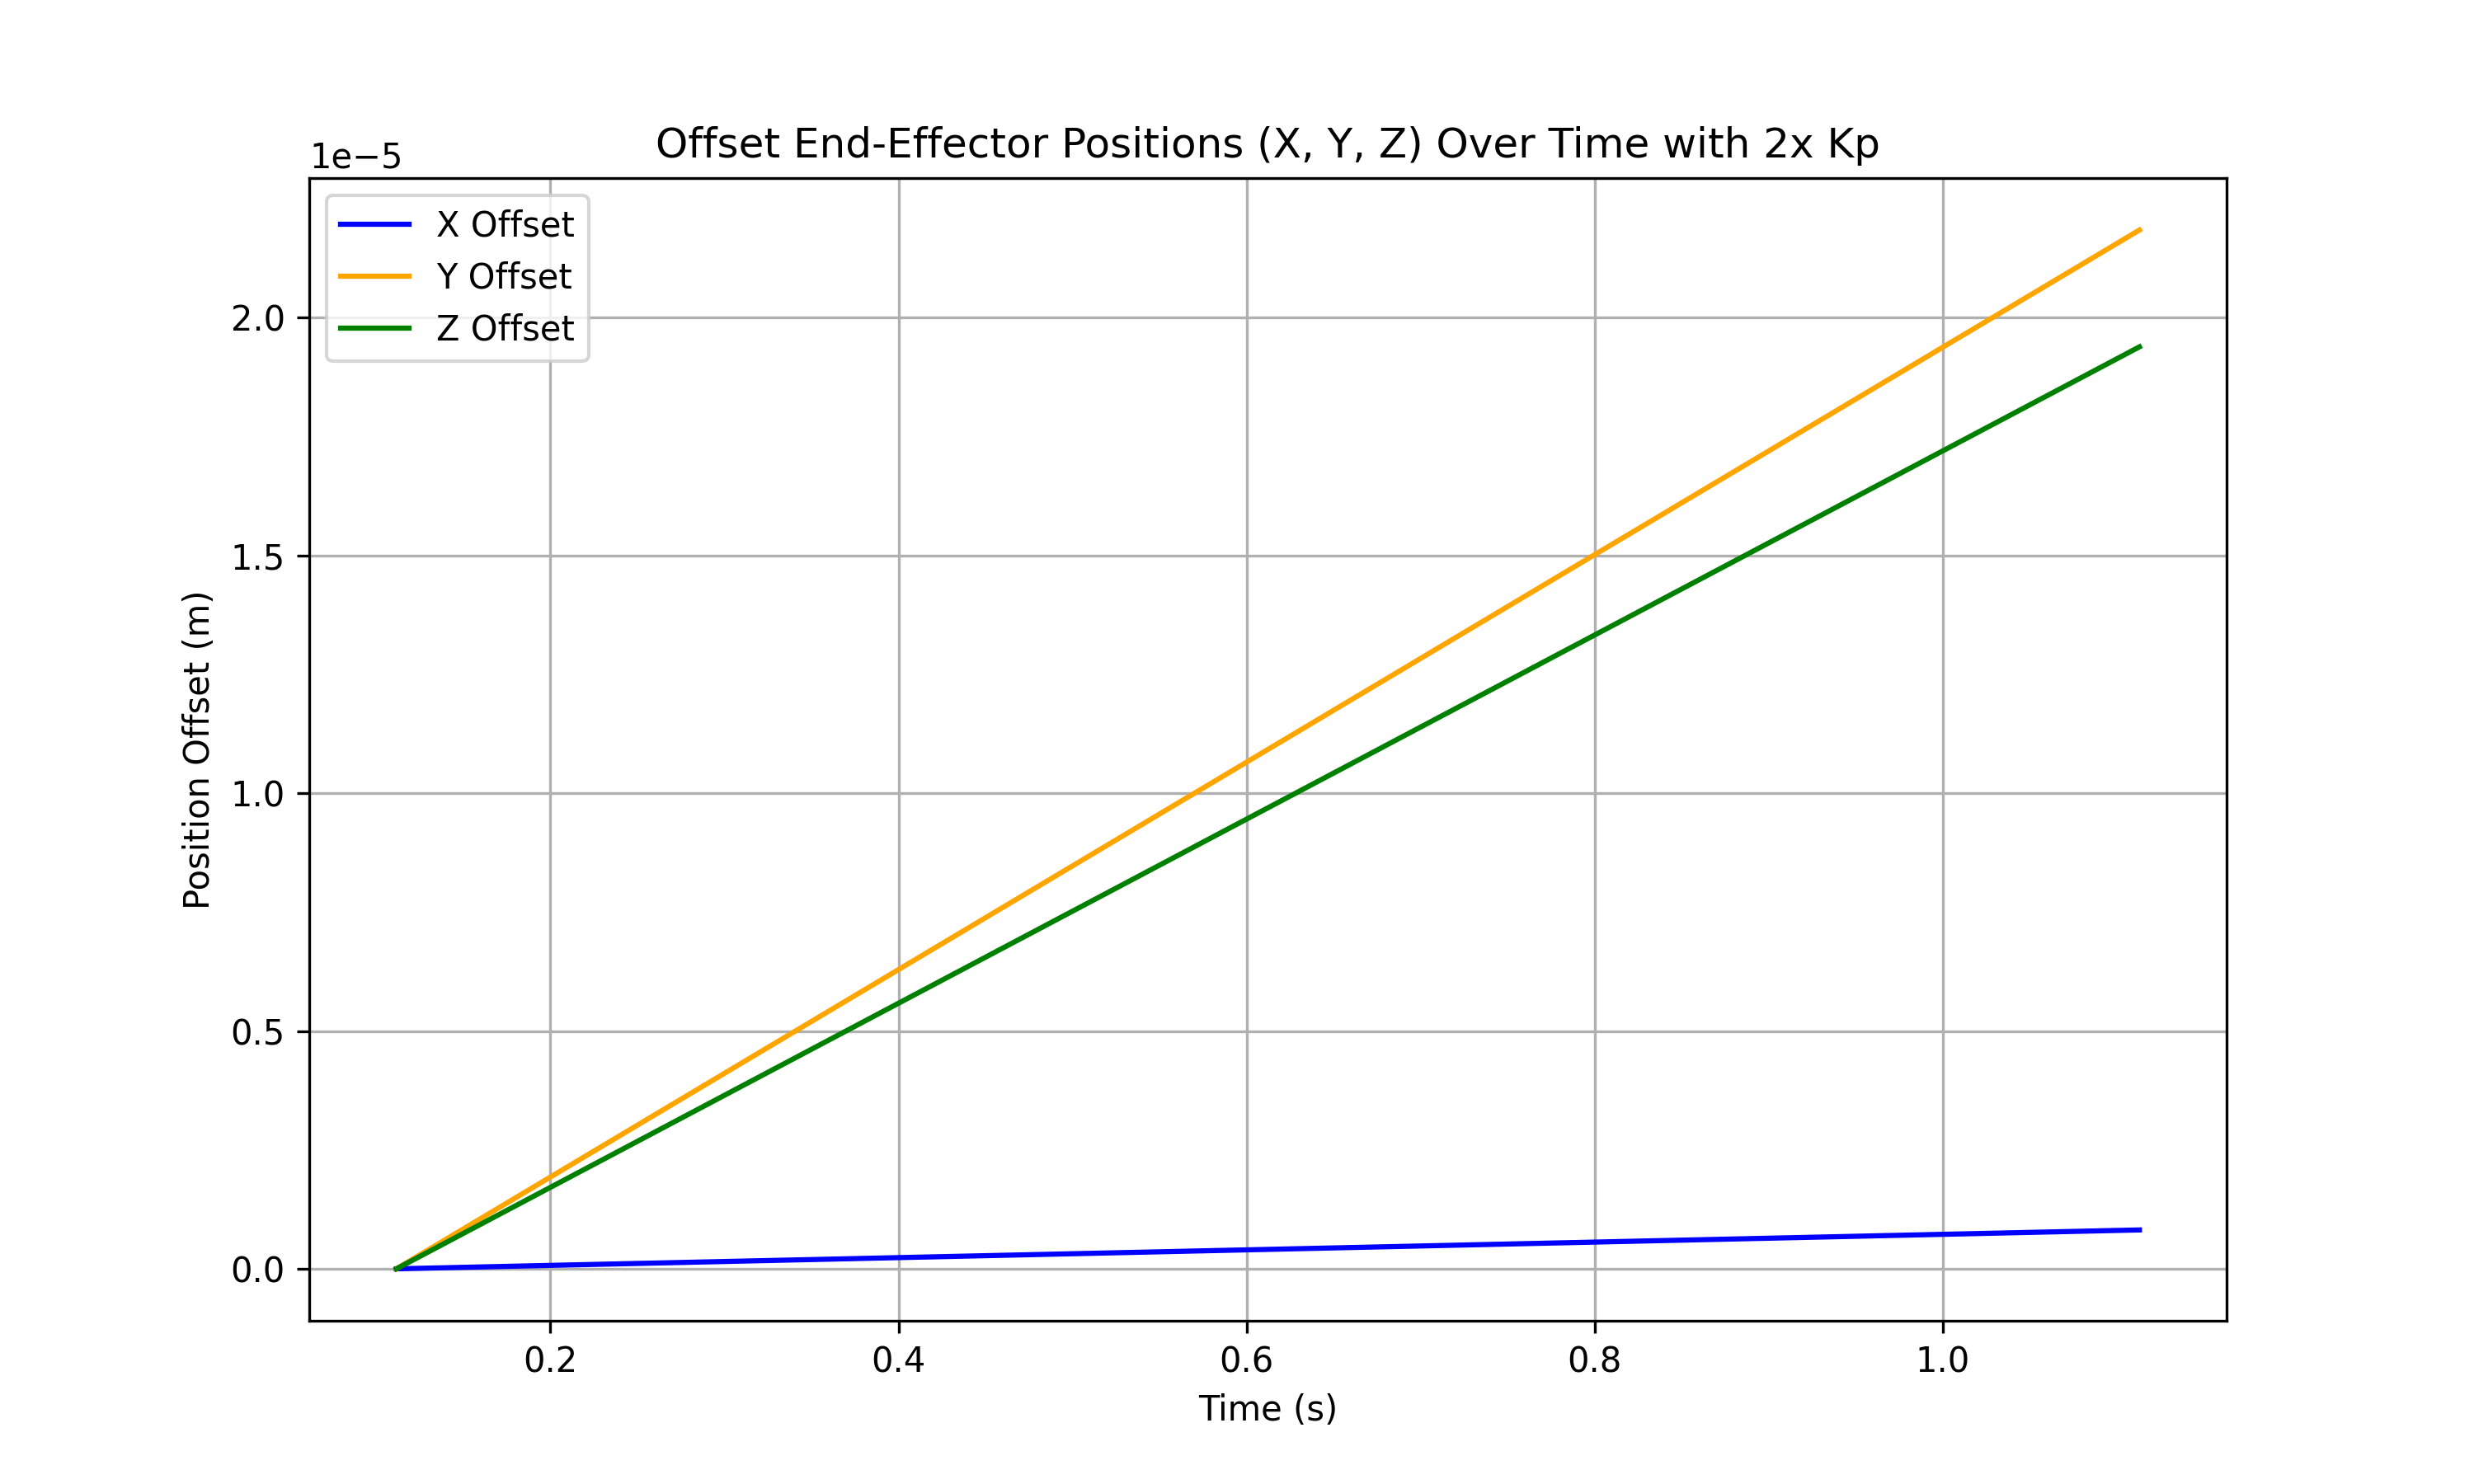 Offset End-Effector Positions (X, Y, Z) Over Time with 2x Kp
1e−5
X Offset
Y Offset
Z Offset
2.0
1.5
1.0
0.5
0.0
Position Offset (m)
0.2 0.4 0.6 0.8 1.0
Time (s)